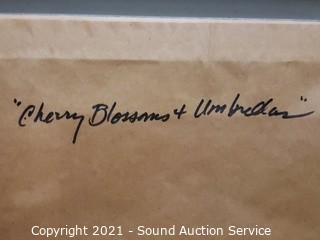 "Cherry Blossoms & Umbrellas"
Copyright 2021 - Sound Auction Service